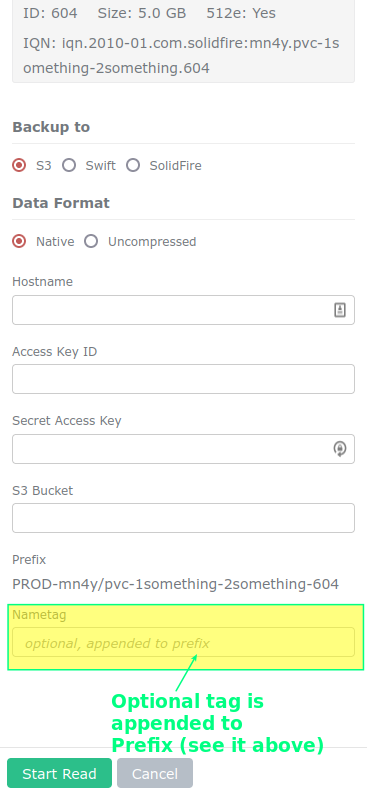 ID: 604 Size: 5.0 GB 512e: Yes
IQN: iqn.2010-01.com.solidfire:mn4y.pvc-1s
omething-2something.604
Backup to
S3 Swift SolidFire
Data Format
Native Uncompressed
Hostname
Access Key ID
Secret Access Key
S3 Bucket
Prefix
PROD-mn4y/pvc-1something-2something-604
Nametag
optional, appended to prefix
Optional tag is
appended to
Prefix (see it above)
Start Read Cancel